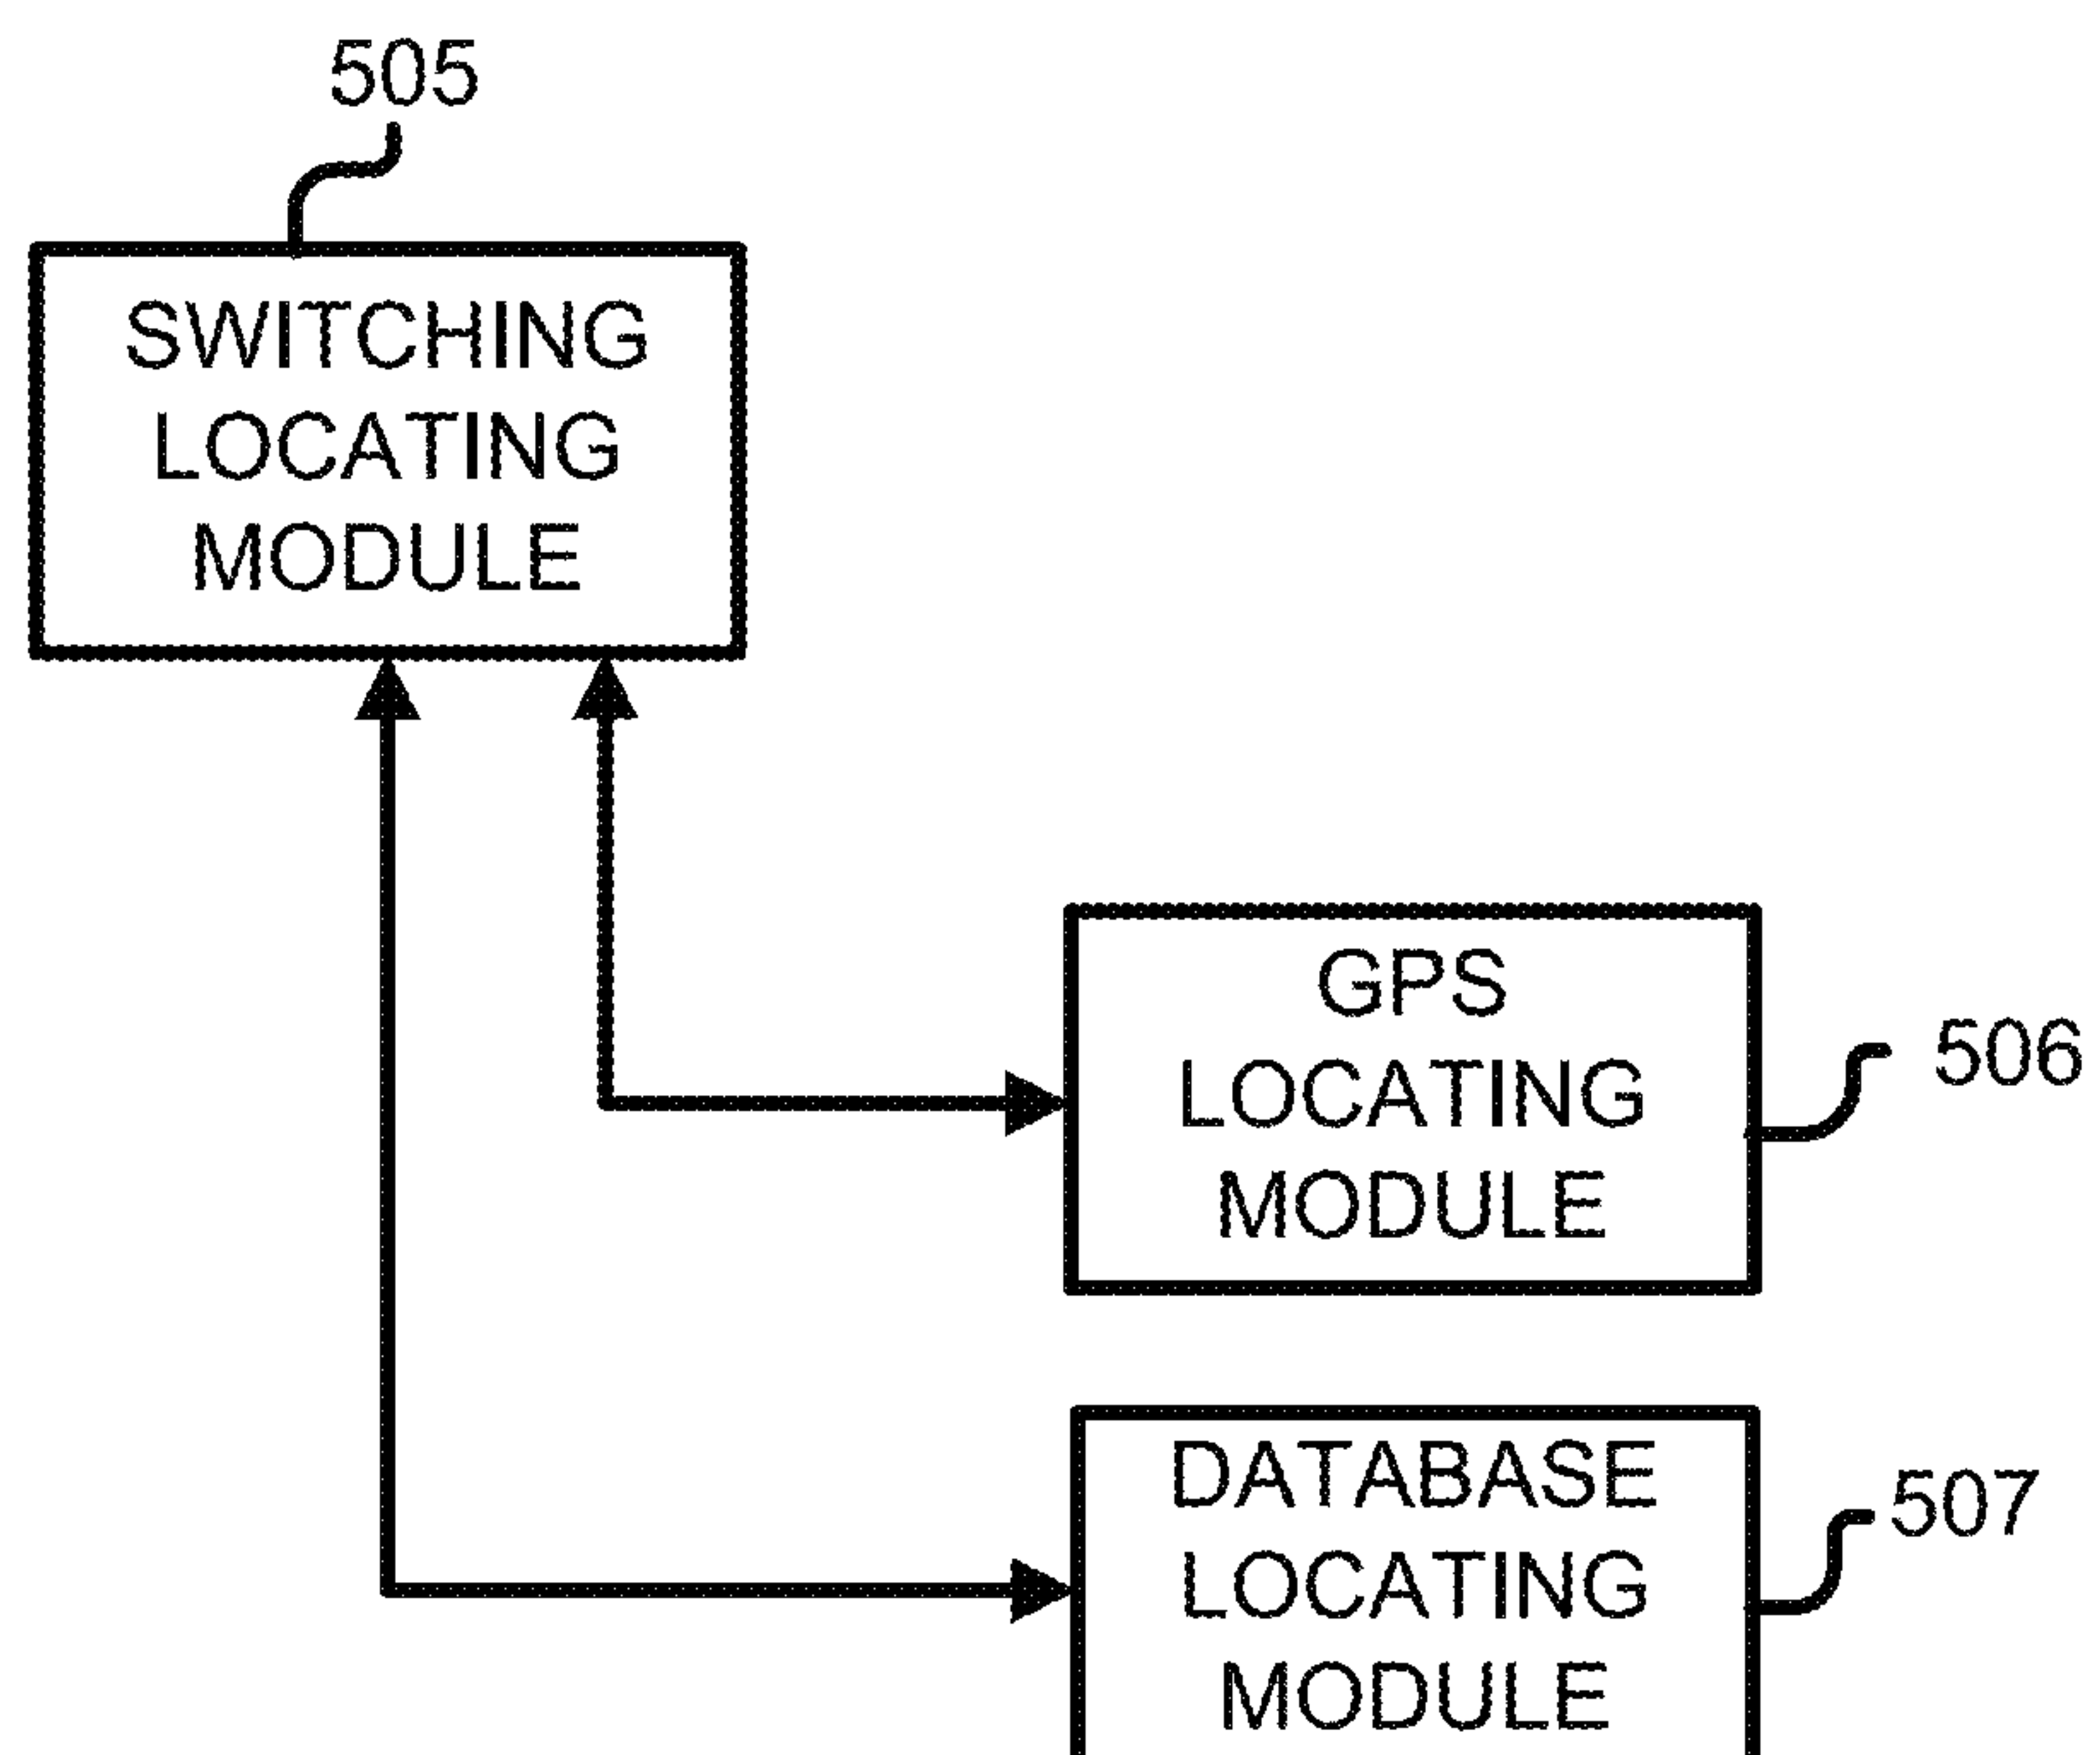 505
SWITCHING
LOCATING
MODULE
GPS
LOCATING
MODULE
506
DATABASE
LOCATING
MODULE
507